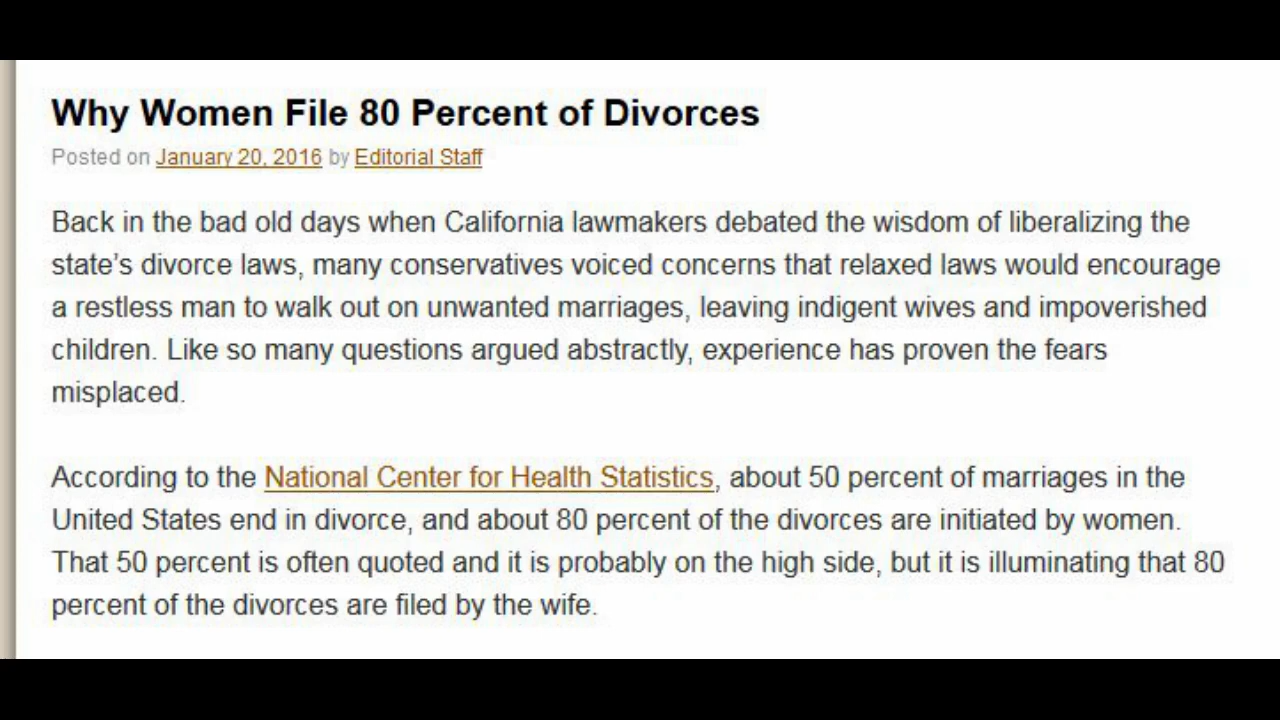 Why Women File 80 Percent of Divorces
Posted on January 20, 2016 by Editorial Staff
Back in the bad old days when California lawmakers debated the wisdom of liberalizing the
state’s divorce laws, many conservatives voiced concerns that relaxed laws would encourage
a restless man to walk out on unwanted marriages, leaving indigent wives and impoverished
children. Like so many questions argued abstractly, experience has proven the fears
misplaced.
According to the National Center for Health Statistics, about 50 percent of marriages in the
United States end in divorce, and about 80 percent of the divorces are initiated by women.
That 50 percent is often quoted and it is probably on the high side, but it is illuminating that 80
percent of the divorces are filed by the wife.